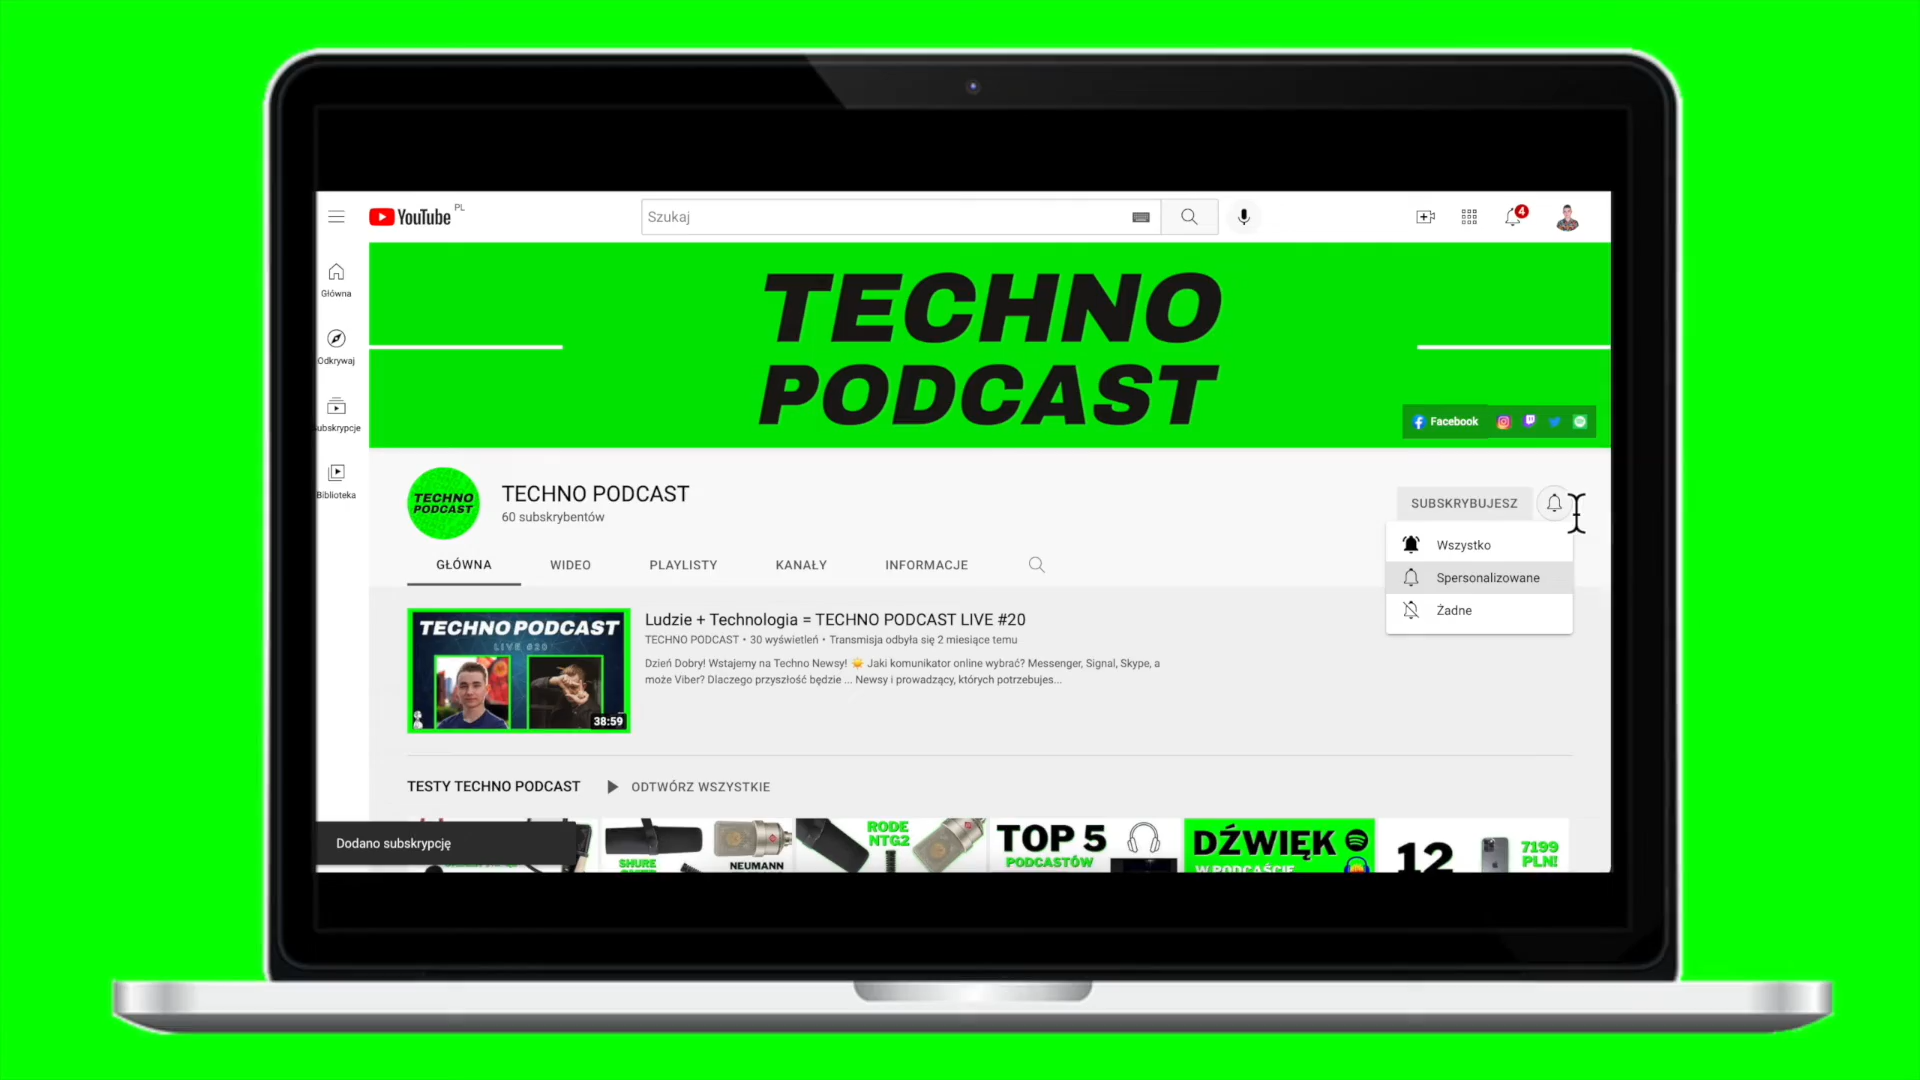 YouTube PL
Szukaj
4
Główna
Odkrywaj
Subskrypcje
Biblioteka
TECHNO
PODCAST
Facebook
TECHNO
PODCAST
TECHNO PODCAST
60 subskrybentów
SUBSKRYBUJESZ
Wszystko
Spersonalizowane
Żadne
GŁÓWNA
WIDEO
PLAYLISTY
KANAŁY
INFORMACJE
TECHNO PODCAST
LIVE #20
38:59
Ludzie + Technologia = TECHNO PODCAST LIVE #20
TECHNO PODCAST • 30 wyświetleń • Transmisja odbyła się 2 miesiące temu
Dzień Dobry! Wstajemy na Techno Newsy! 🌞 Jaki komunikator online wybrać? Messenger, Signal, Skype, a
może Viber? Dlaczego przyszłość będzie ... Newsy i prowadzący, których potrzebujes...
TESTY TECHNO PODCAST
ODTWÓRZ WSZYSTKIE
Dodano subskrypcję
SHURE
NEUMANN
RODE
NTG2
TOP 5
PODCASTÓW
DŹWIĘK
W PODCAŚCIE
12
7199
PLN!